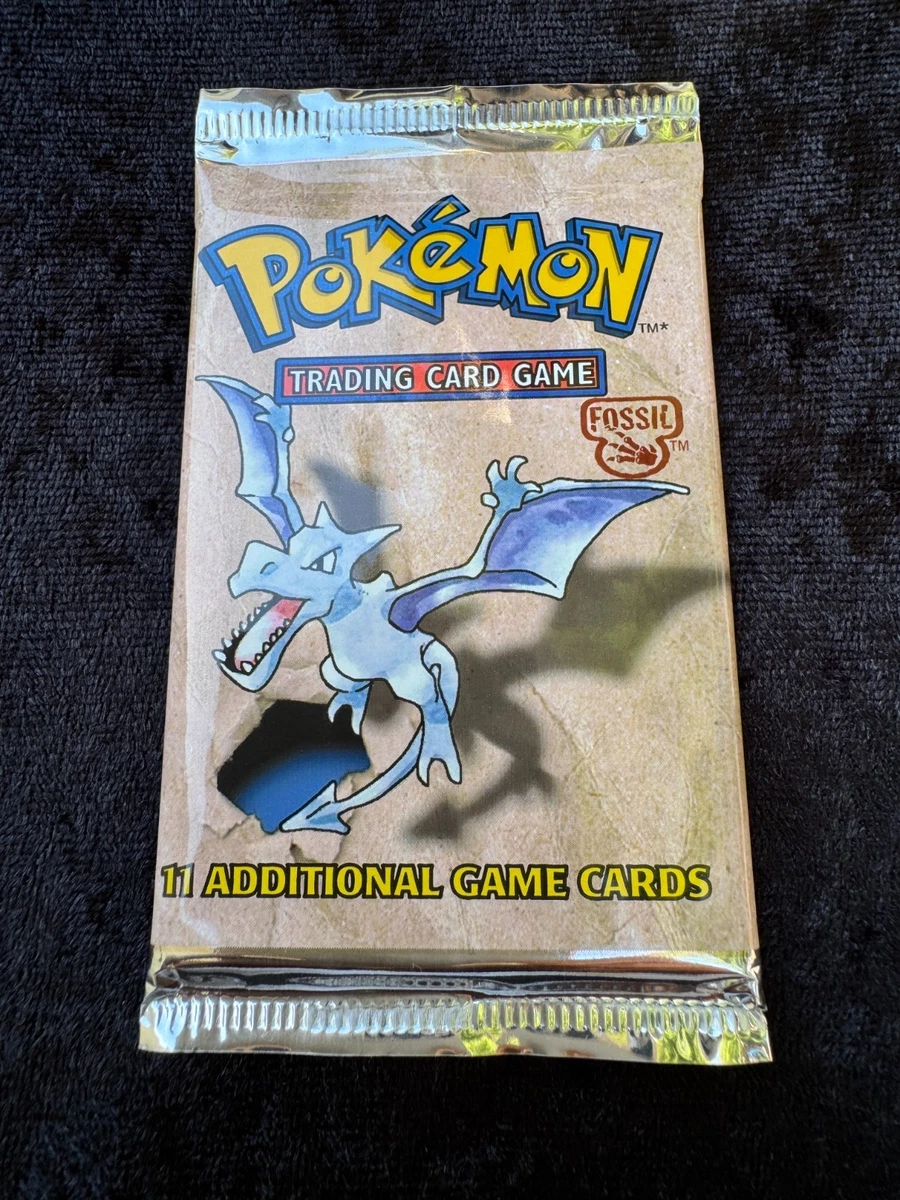 POKéMON
TM*
TRADING CARD GAME
FOSSIL
TM
11 ADDITIONAL GAME CARDS